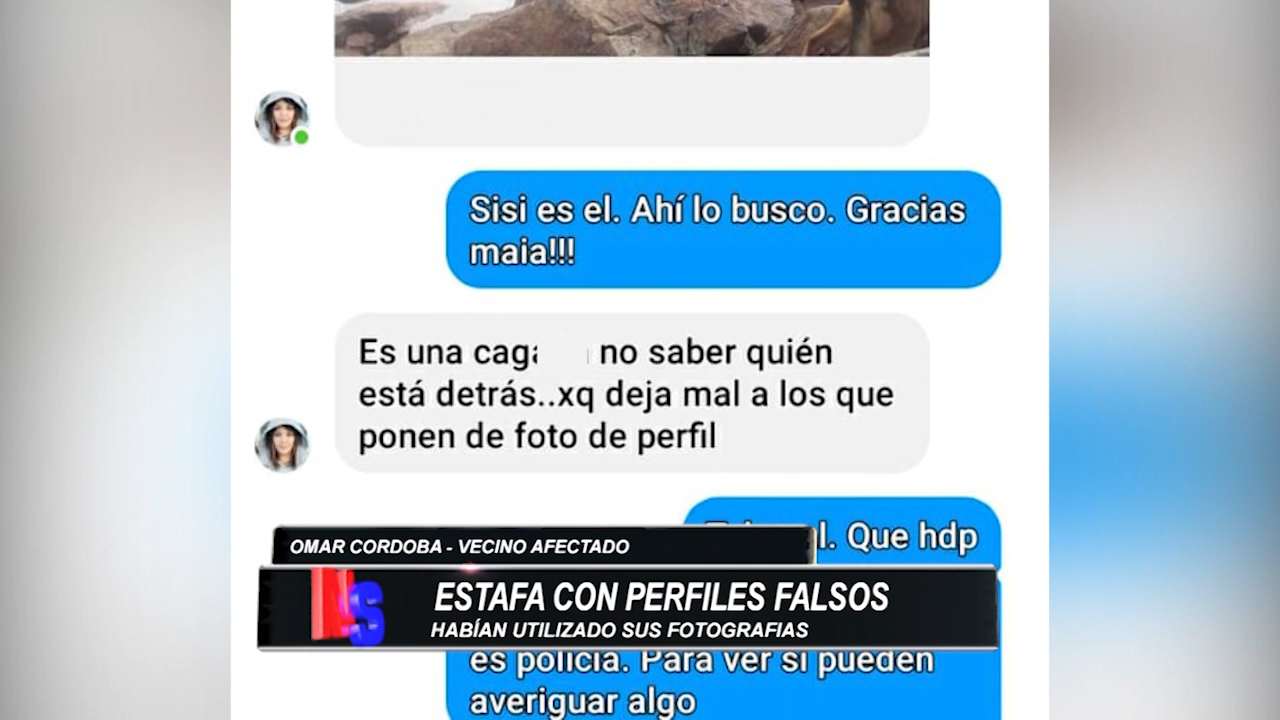 Sisi es el. Ahí lo busco. Gracias
maia!!!
Es una cag no saber quién
está detrás..xq deja mal a los que
ponen de foto de perfil
Que hdp
OMAR CORDOBA - VECINO AFECTADO
NS
ESTAFA CON PERFILES FALSOS
HABÍAN UTILIZADO SUS FOTOGRAFIAS
es policía. Para ver si pueden
averiguar algo